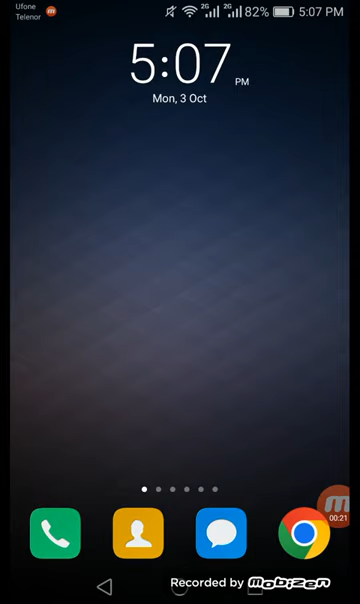 Ufone
Telenor
2G 2G 82% 5:07 PM
5:07 PM
Mon, 3 Oct
00:21
Recorded by mobizen